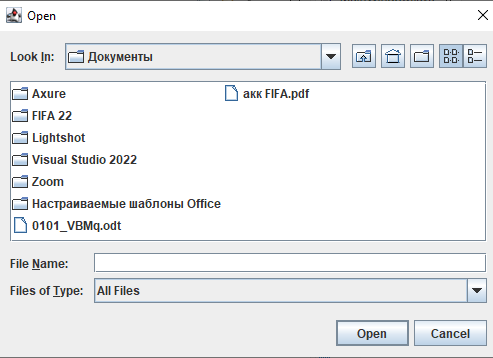 Open
Look In: Документы
Axure
FIFA 22
Lightshot
Visual Studio 2022
Zoom
Настраиваемые шаблоны Office
0101_VBMq.odt
акк FIFA.pdf
File Name:
Files of Type: All Files
Open Cancel